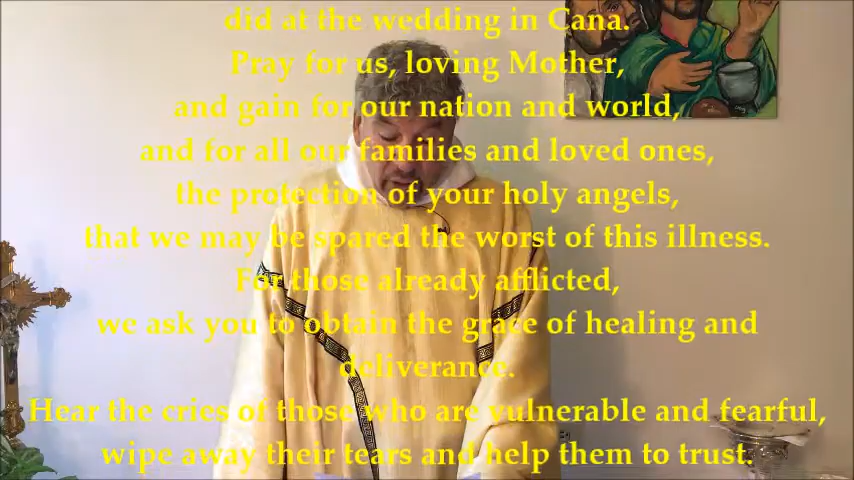 did at the wedding in Cana.
Pray for us, loving Mother,
and gain for our nation and world,
and for all our families and loved ones,
the protection of your holy angels,
that we may be spared the worst of this illness.
For those already afflicted,
we ask you to obtain the grace of healing and
deliverance.
Hear the cries of those who are vulnerable and fearful,
wipe away their tears and help them to trust.